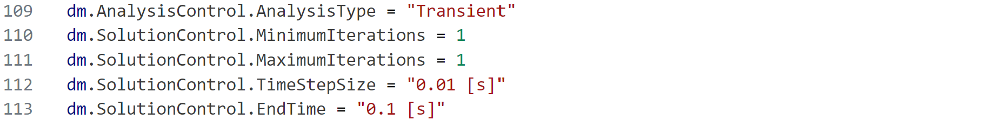 109 dm.AnalysisControl.AnalysisType = "Transient"
110 dm.SolutionControl.MinimumIterations = 1
111 dm.SolutionControl.MaximumIterations = 1
112 dm.SolutionControl.TimeStepSize = "0.01 [s]"
113 dm.SolutionControl.EndTime = "0.1 [s]"